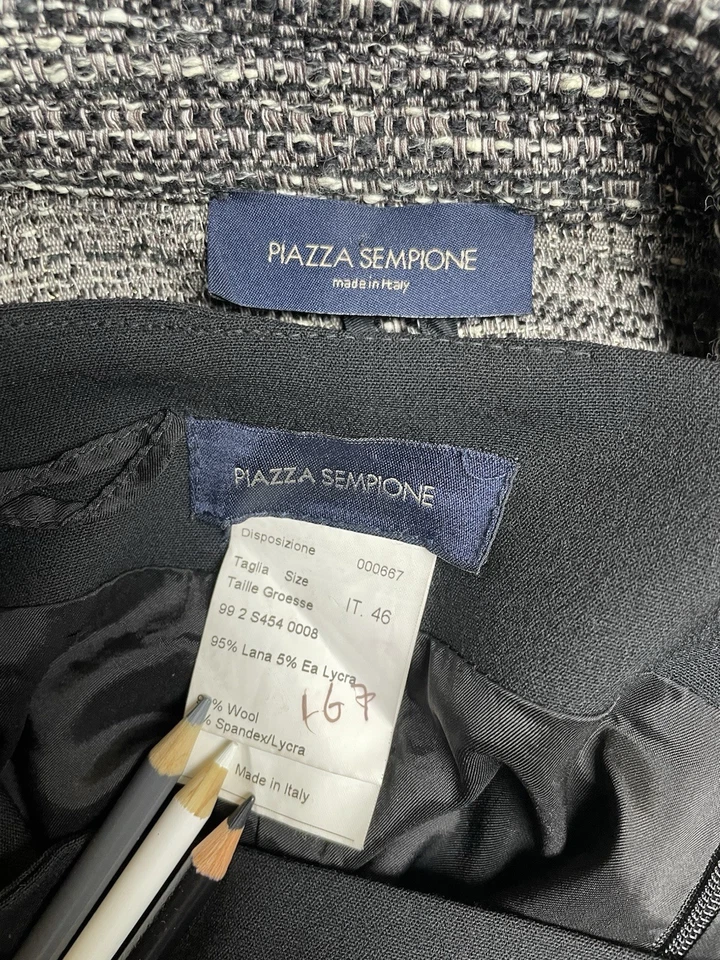 PIAZZA SEMPIONE
made in Italy
PIAZZA SEMPIONE
Disposizione 000667
Taglia Size
Taille Groesse IT. 46
99 2 S454 0008
95% Lana 5% Ea Lycra
% Wool
% Spandex/Lycra
Made in Italy